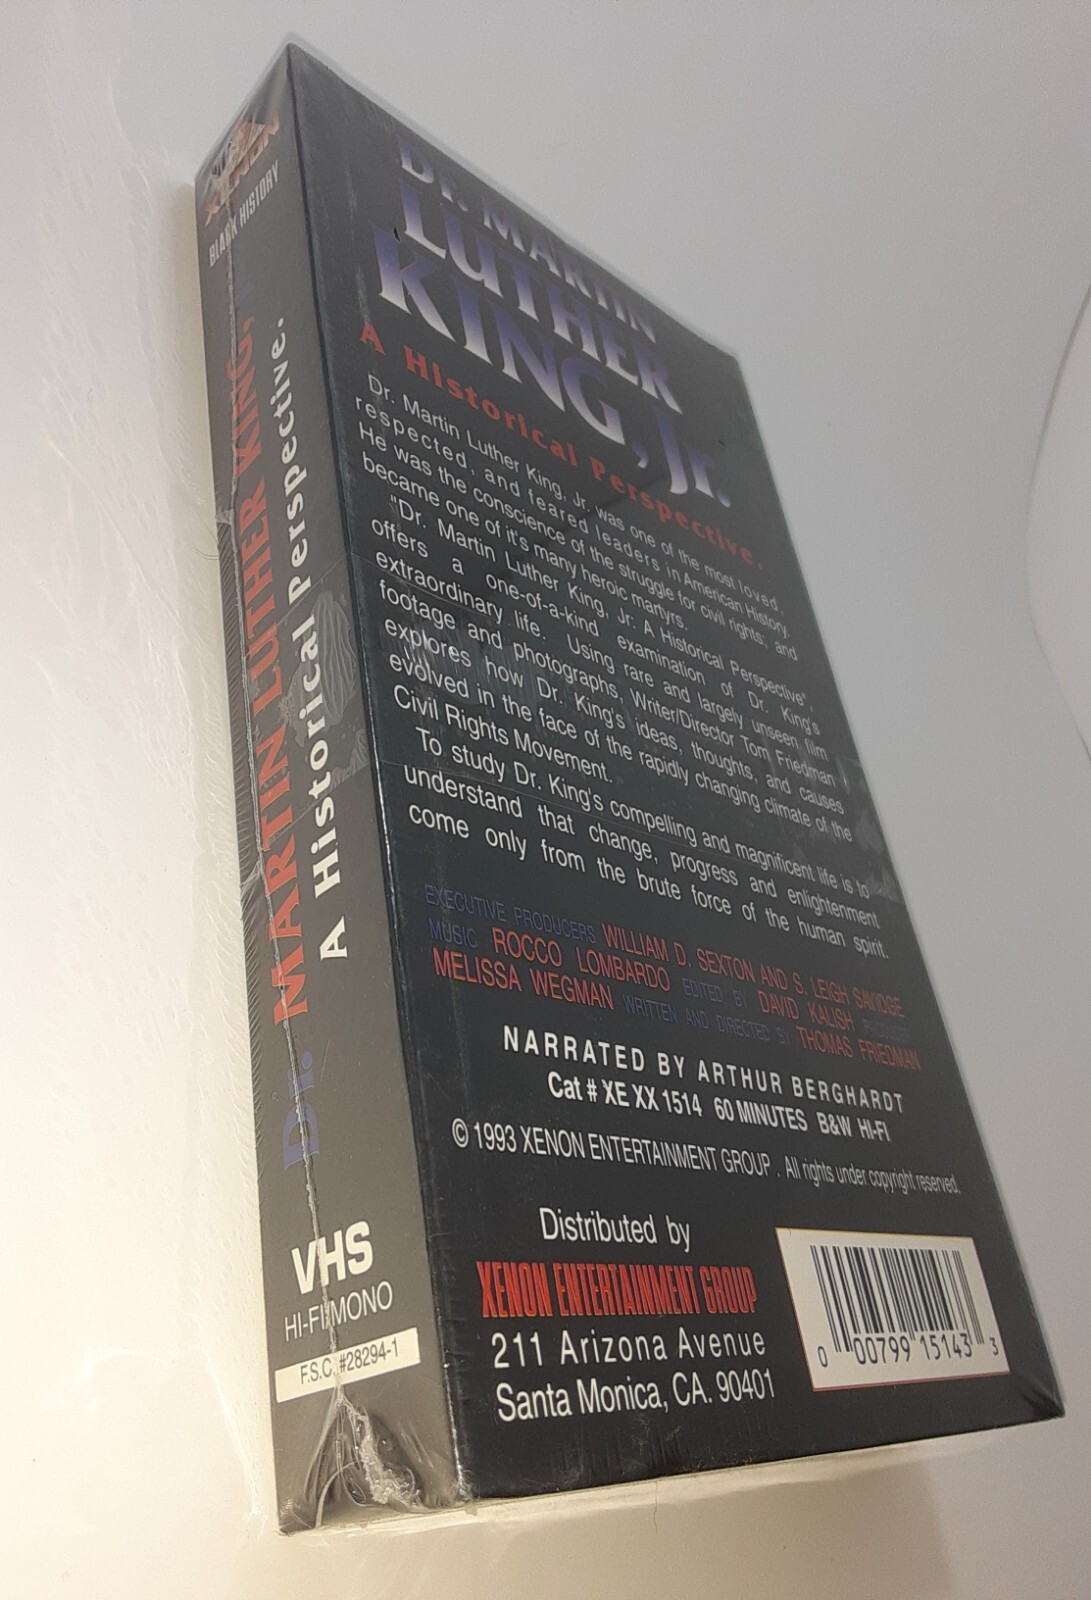 XENON
BLACK HISTORY
Dr. MARTIN LUTHER KING,
A Historical Perspective.
VHS
HI-FI MONO
F.S.C. #28294-1
Dr. MARTIN
LUTHER
KING, Jr.
A Historical Perspective.
Dr. Martin Luther King, Jr. was one of the most loved,
respected, and feared leaders in American History.
He was the conscience of the struggle for civil rights; and
became one of it's many heroic martyrs.
"Dr. Martin Luther King, Jr: A Historical Perspective",
offers a one-of-a-kind examination of Dr. King's
extraordinary life. Using rare and largely unseen film
footage and photographs, Writer/Director Tom Friedman
explores how Dr. King's ideas, thoughts, and causes
evolved in the face of the rapidly changing climate of the
Civil Rights Movement.
To study Dr. King's compelling and magnificent life is to
understand that change, progress and enlightenment
come only from the brute force of the human spirit.
EXECUTIVE PRODUCERS WILLIAM D. SEXTON AND S. LEIGH SAVIDGE
MUSIC ROCCO LOMBARDO EDITED BY DAVID KALISH PRODUCER
MELISSA WEGMAN WRITTEN AND DIRECTED BY THOMAS FRIEDMAN
NARRATED BY ARTHUR BERGHARDT
Cat # XE XX 1514 60 MINUTES B&W HI-FI
© 1993 XENON ENTERTAINMENT GROUP . All rights under copyright reserved.
Distributed by
XENON ENTERTAINMENT GROUP
211 Arizona Avenue
Santa Monica, CA. 90401
0 00799 15143 3